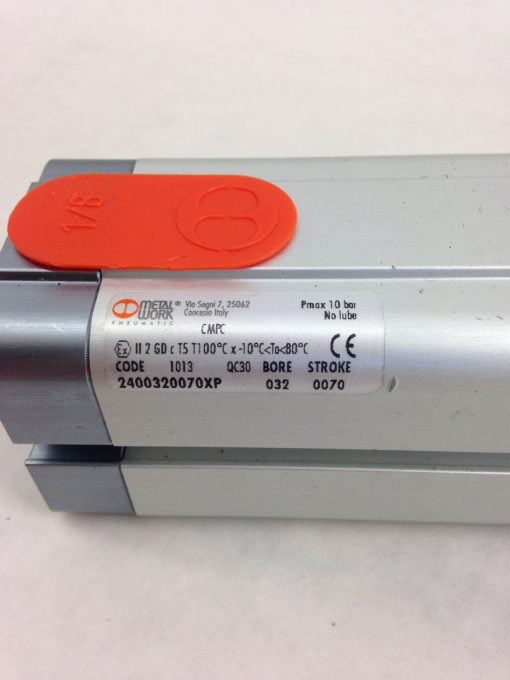 1/8
METAL® WORK PNEUMATIC
Via Segni 7, 25062
Concesio Italy
Pmax 10 bar
No lube
CMPC
Ex II 2 GD c T5 T100°C x -10°C<Ta<80°C CE
CODE 1013 QC30 BORE STROKE
2400320070XP 032 0070